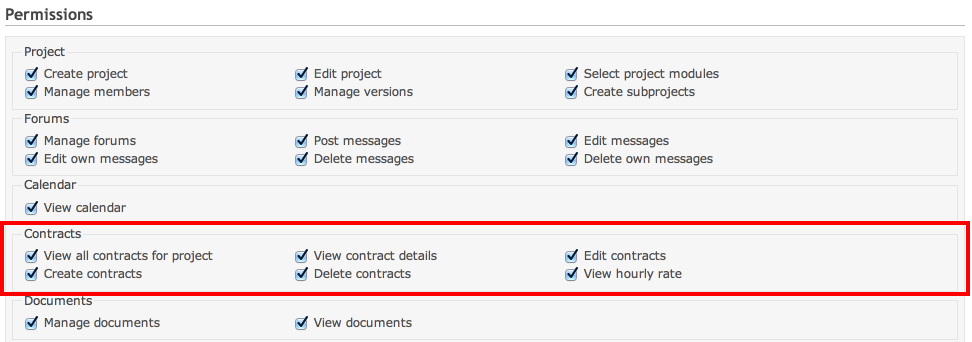 Permissions
Project
Create project Edit project Select project modules
Manage members Manage versions Create subprojects
Forums
Manage forums Post messages Edit messages
Edit own messages Delete messages Delete own messages
Calendar
View calendar
Contracts
View all contracts for project View contract details Edit contracts
Create contracts Delete contracts View hourly rate
Documents
Manage documents View documents